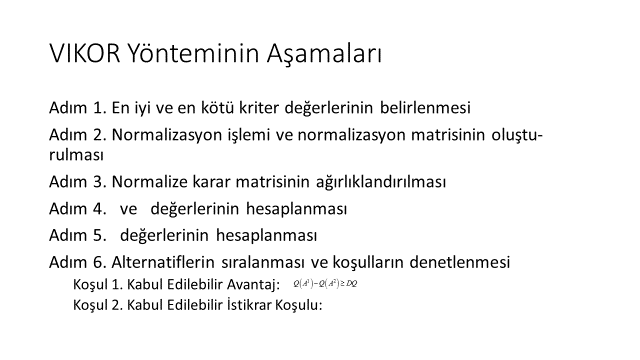 VIKOR Yönteminin Aşamaları
Adım 1. En iyi ve en kötü kriter değerlerinin belirlenmesi
Adım 2. Normalizasyon işlemi ve normalizasyon matrisinin oluştu-
rulması
Adım 3. Normalize karar matrisinin ağırlıklandırılması
Adım 4. ve değerlerinin hesaplanması
Adım 5. değerlerinin hesaplanması
Adım 6. Alternatiflerin sıralanması ve koşulların denetlenmesi
Koşul 1. Kabul Edilebilir Avantaj: Q(A¹)−Q(A²)≥DQ
Koşul 2. Kabul Edilebilir İstikrar Koşulu: